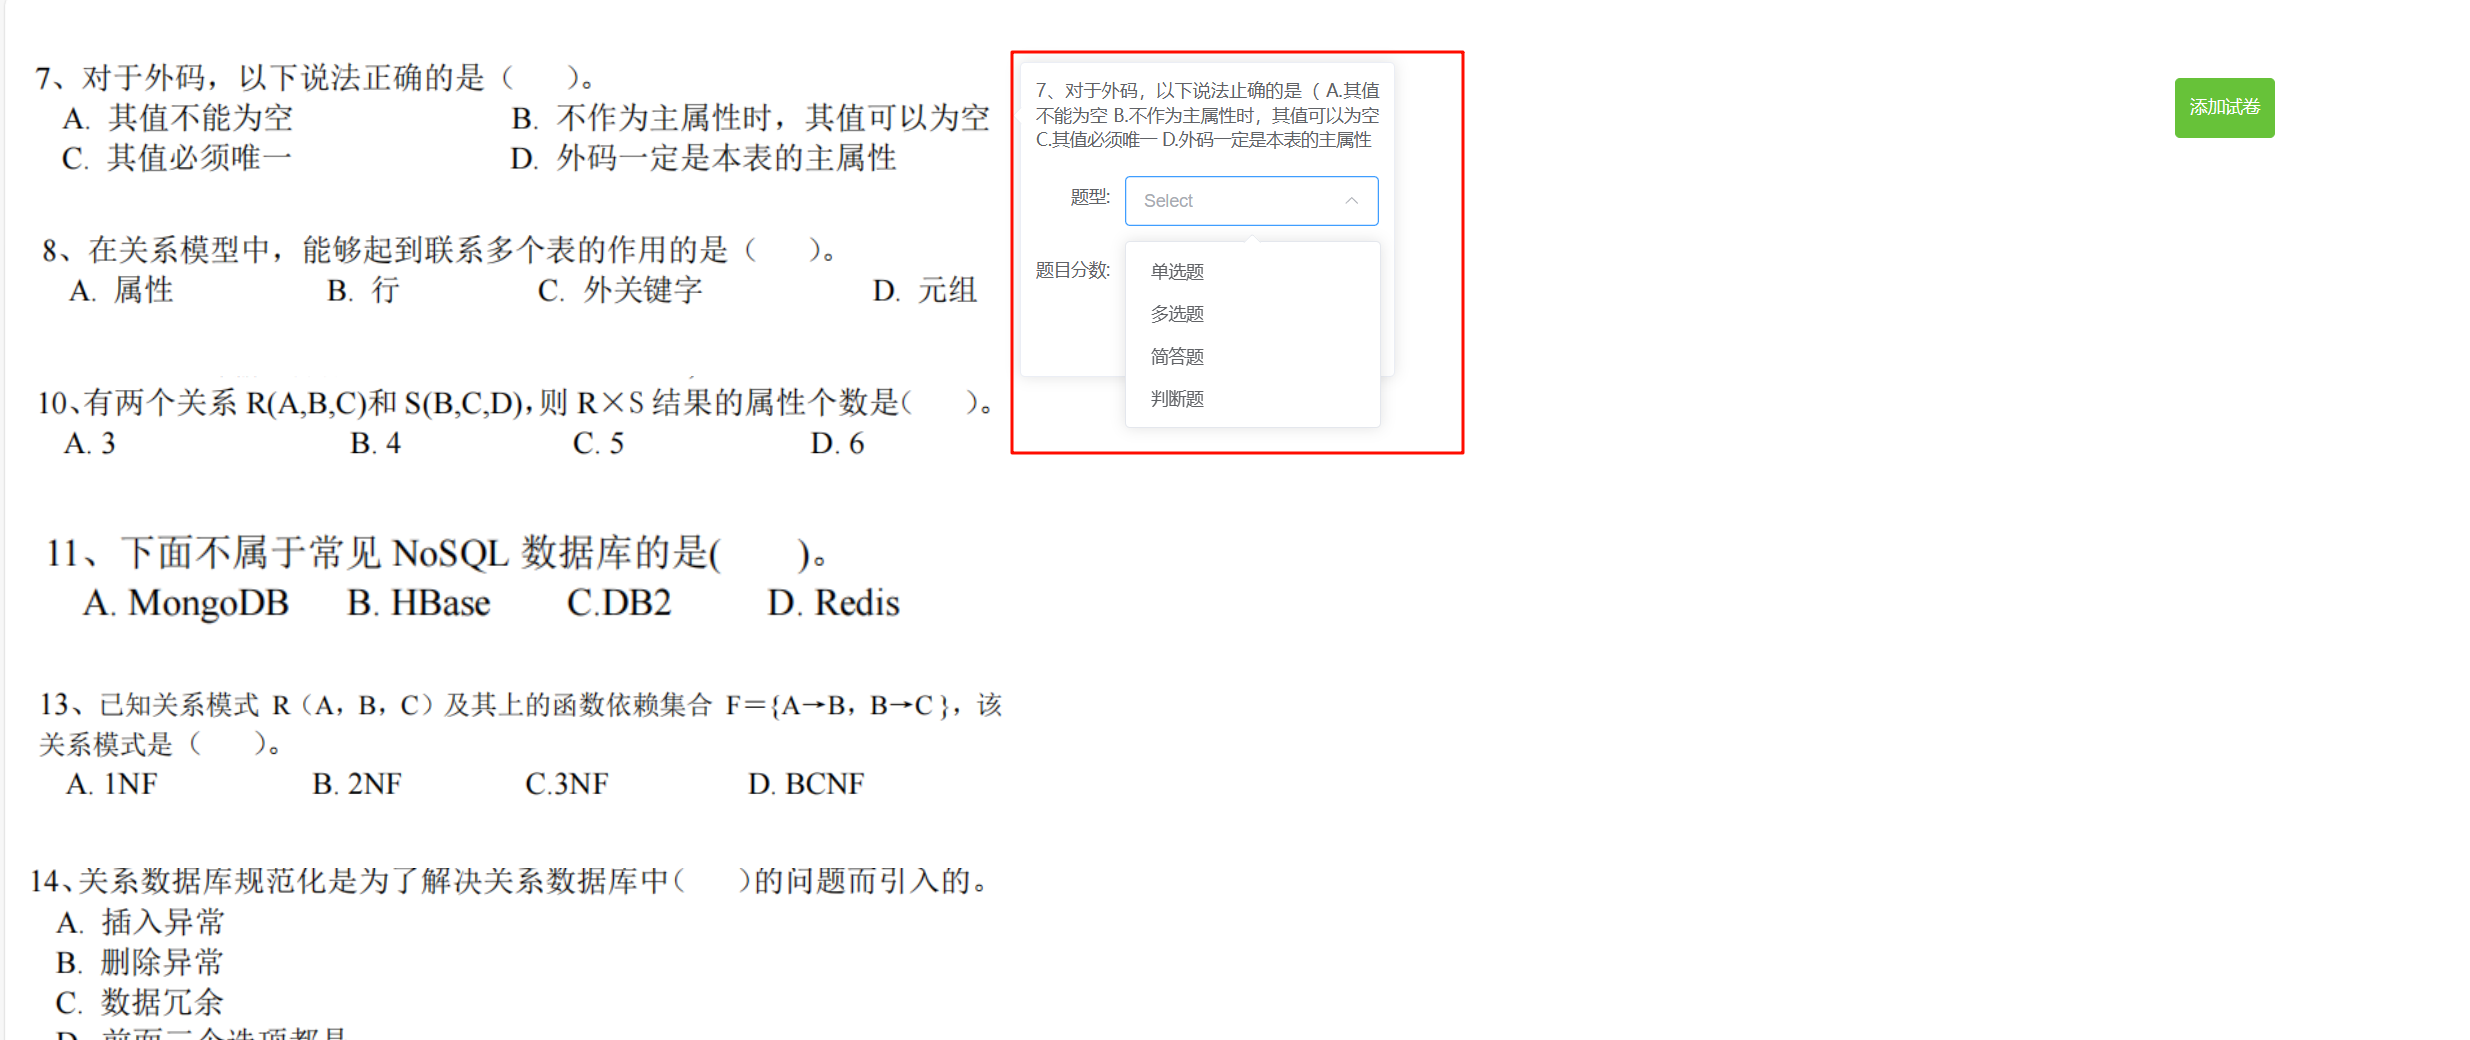 7、对于外码，以下说法正确的是（　　）。
A. 其值不能为空 B. 不作为主属性时，其值可以为空
C. 其值必须唯一 D. 外码一定是本表的主属性
8、在关系模型中，能够起到联系多个表的作用的是（　　）。
A. 属性 B. 行 C. 外关键字 D. 元组
10、有两个关系 R(A,B,C)和 S(B,C,D)，则 R×S 结果的属性个数是(　　)。
A. 3 B. 4 C. 5 D. 6
11、下面不属于常见 NoSQL 数据库的是(　　)。
A. MongoDB B. HBase C.DB2 D. Redis
13、已知关系模式 R（A，B，C）及其上的函数依赖集合 F＝{A→B，B→C }，该
关系模式是（　　）。
A. 1NF B. 2NF C.3NF D. BCNF
14、关系数据库规范化是为了解决关系数据库中(　　)的问题而引入的。
A. 插入异常
B. 删除异常
C. 数据冗余
7、对于外码，以下说法止确的是（ A.其值
不能为空 B.不作为主属性时，其值可以为空
C.其值必须唯一 D.外码一定是本表的主属性
题型: Select
题目分数:
单选题
多选题
简答题
判断题
添加试卷